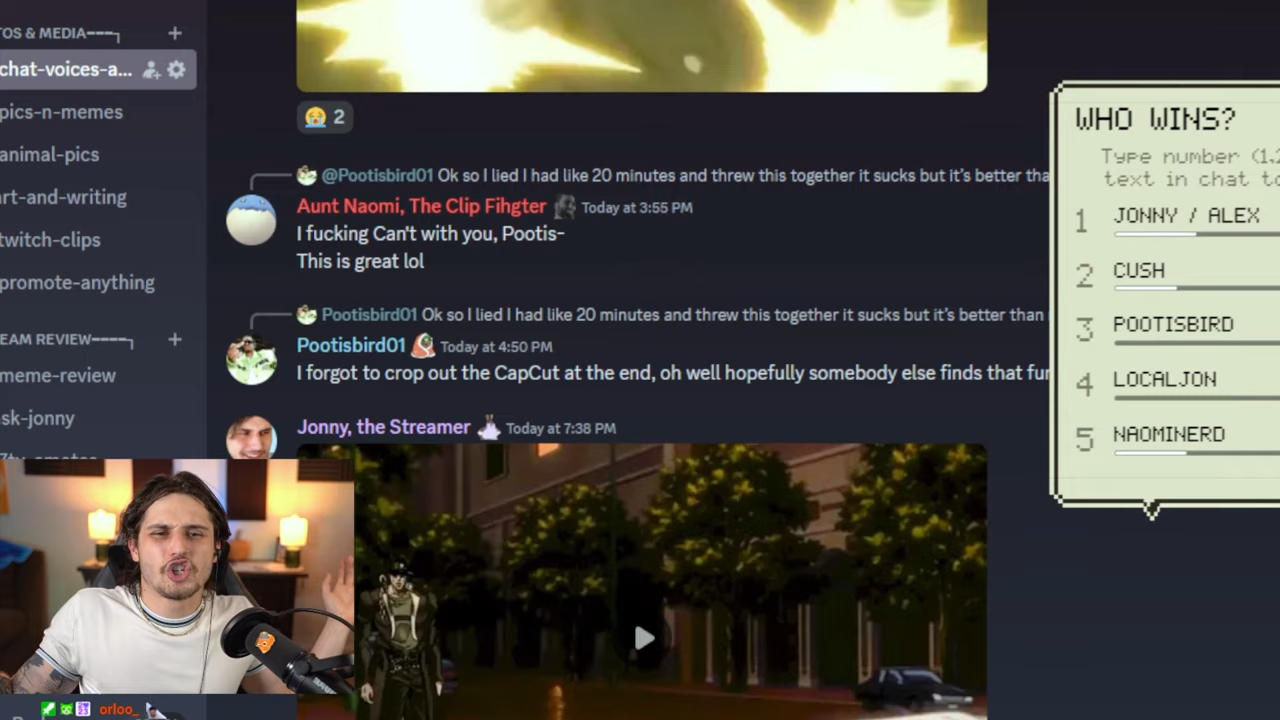 TOS & MEDIA
chat-voices-a...
pics-n-memes
animal-pics
art-and-writing
twitch-clips
promote-anything
EAM REVIEW
meme-review
sk-jonny
2
@Pootisbird01 Ok so I lied I had like 20 minutes and threw this together it sucks but it's better tha
Aunt Naomi, The Clip Fihgter Today at 3:55 PM
I fucking Can't with you, Pootis-
This is great lol
Pootisbird01 Ok so I lied I had like 20 minutes and threw this together it sucks but it's better than
Pootisbird01 Today at 4:50 PM
I forgot to crop out the CapCut at the end, oh well hopefully somebody else finds that fu
Jonny, the Streamer Today at 7:38 PM
WHO WINS?
Type number (1,2
text in chat to
1 JONNY / ALEX
2 CUSH
3 POOTISBIRD
4 LOCALJON
5 NAOMINERD
orloo_